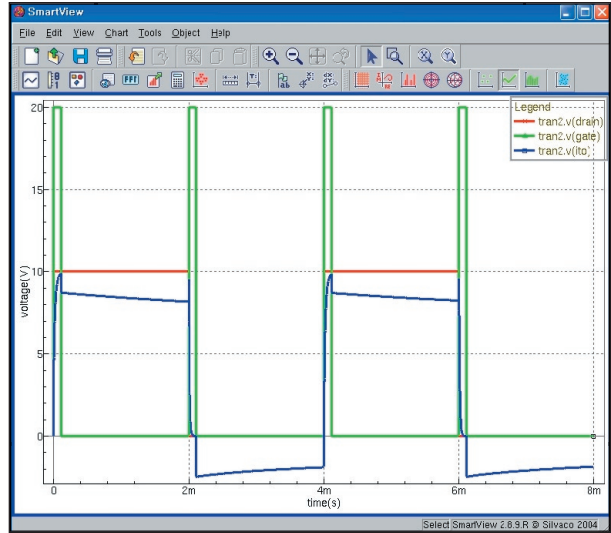 SmartView
File Edit View Chart Tools Object Help
Legend
tran2.v(drain)
tran2.v(gate)
tran2.v(ito)
20
15
10
5
0
voltage(V)
0 2m 4m 6m 8m
time(s)
Select SmartView 2.8.9.R © Silvaco 2004